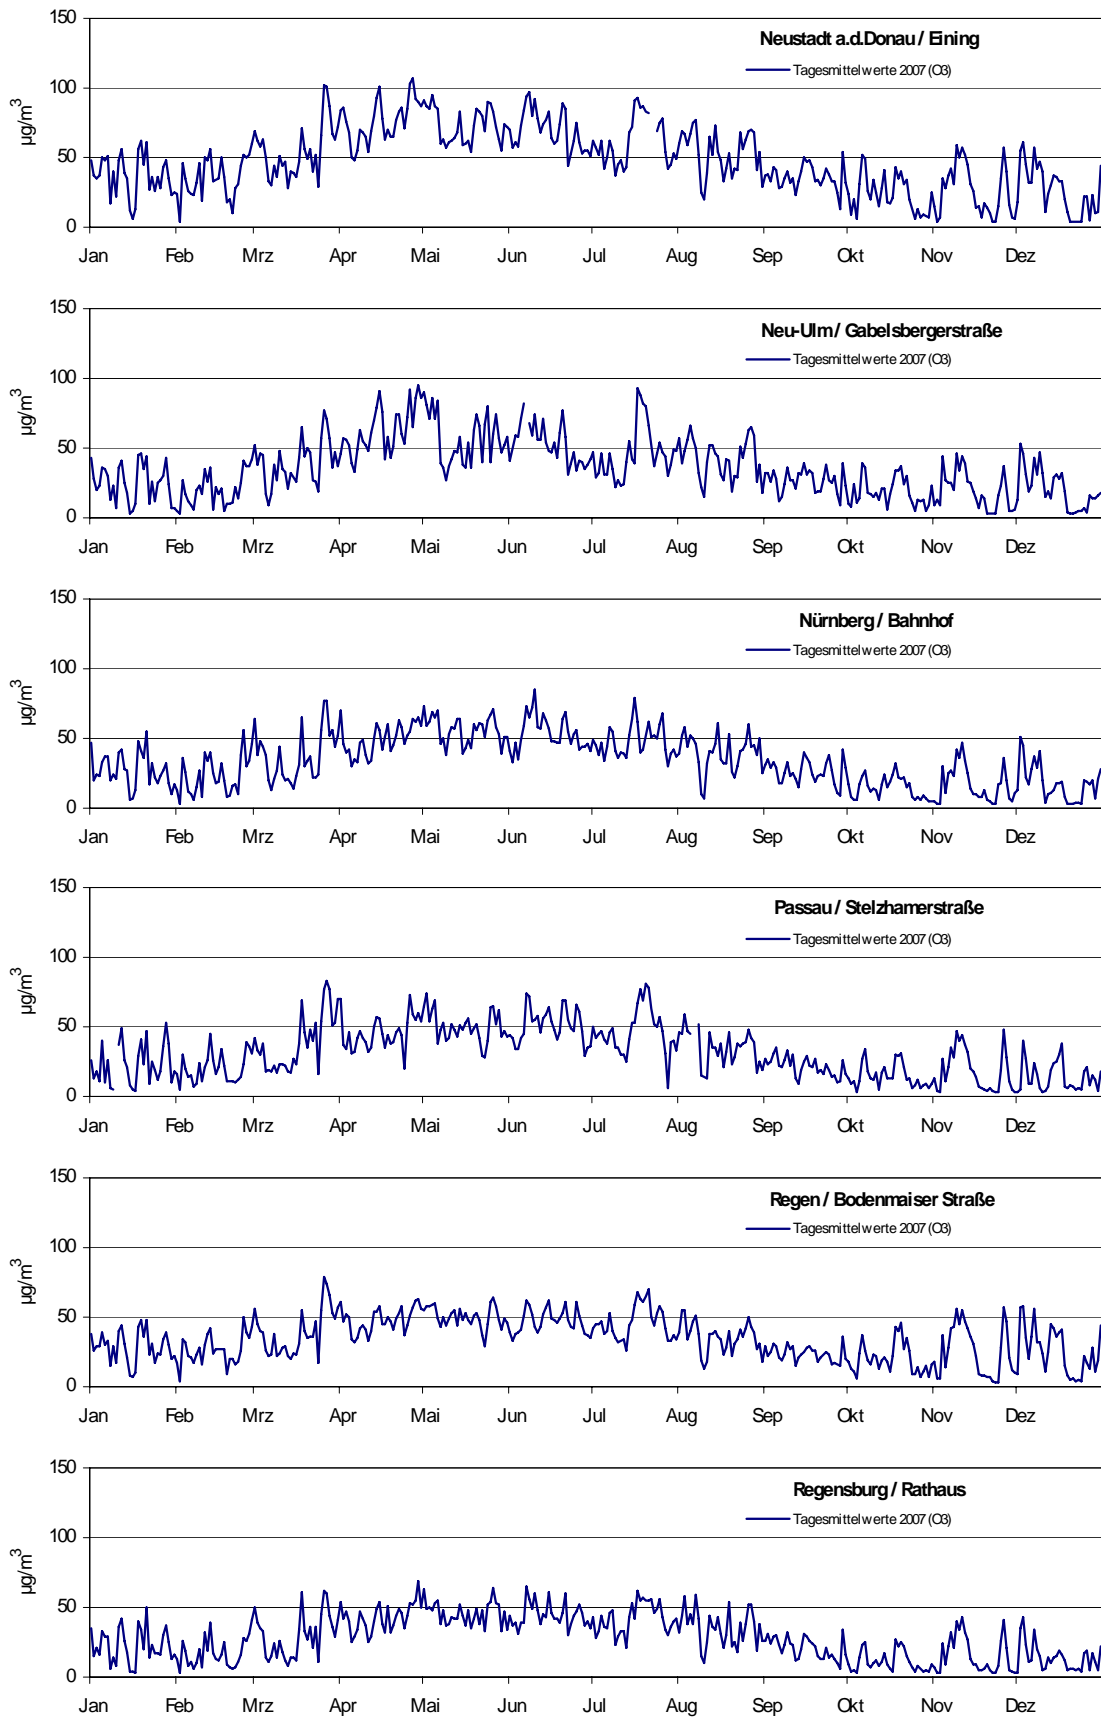 150
Neustadt a.d.Donau / Eining
Tagesmittelwerte 2007 (O3)
100
µg/m³
50
0
Jan Feb Mrz Apr Mai Jun Jul Aug Sep Okt Nov Dez
150
Neu-Ulm / Gabelsbergerstraße
Tagesmittelwerte 2007 (O3)
100
µg/m³
50
0
Jan Feb Mrz Apr Mai Jun Jul Aug Sep Okt Nov Dez
150
Nürnberg / Bahnhof
Tagesmittelwerte 2007 (O3)
100
µg/m³
50
0
Jan Feb Mrz Apr Mai Jun Jul Aug Sep Okt Nov Dez
150
Passau / Stelzhamerstraße
Tagesmittelwerte 2007 (O3)
100
µg/m³
50
0
Jan Feb Mrz Apr Mai Jun Jul Aug Sep Okt Nov Dez
150
Regen / Bodenmaiser Straße
Tagesmittelwerte 2007 (O3)
100
µg/m³
50
0
Jan Feb Mrz Apr Mai Jun Jul Aug Sep Okt Nov Dez
150
Regensburg / Rathaus
Tagesmittelwerte 2007 (O3)
100
µg/m³
50
0
Jan Feb Mrz Apr Mai Jun Jul Aug Sep Okt Nov Dez